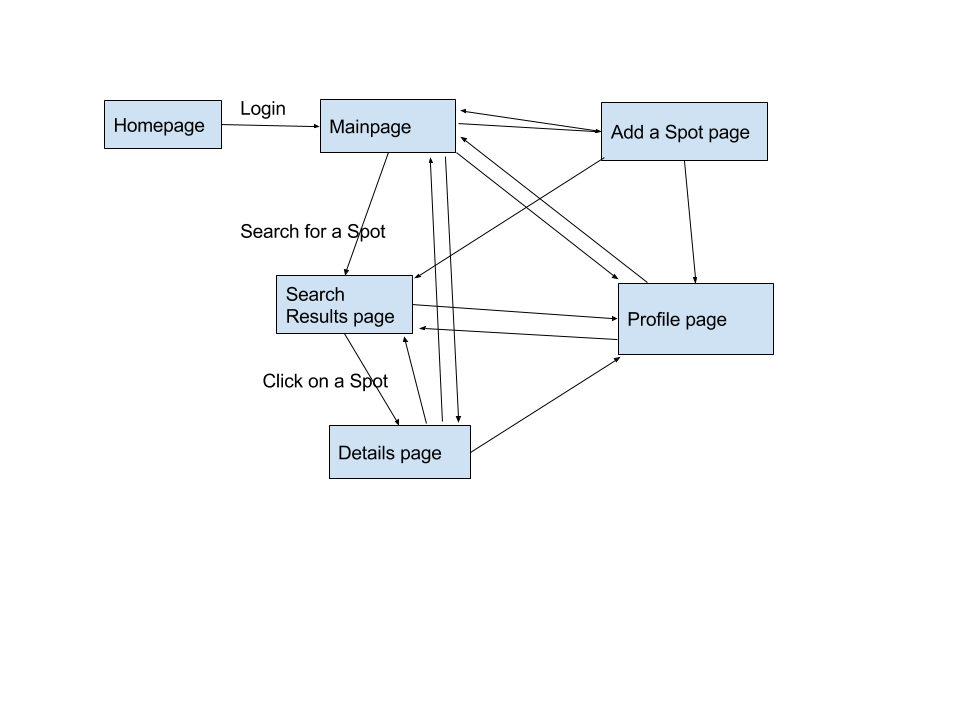 Login
Homepage
Mainpage
Add a Spot page
Search for a Spot
Search
Results page
Profile page
Click on a Spot
Details page